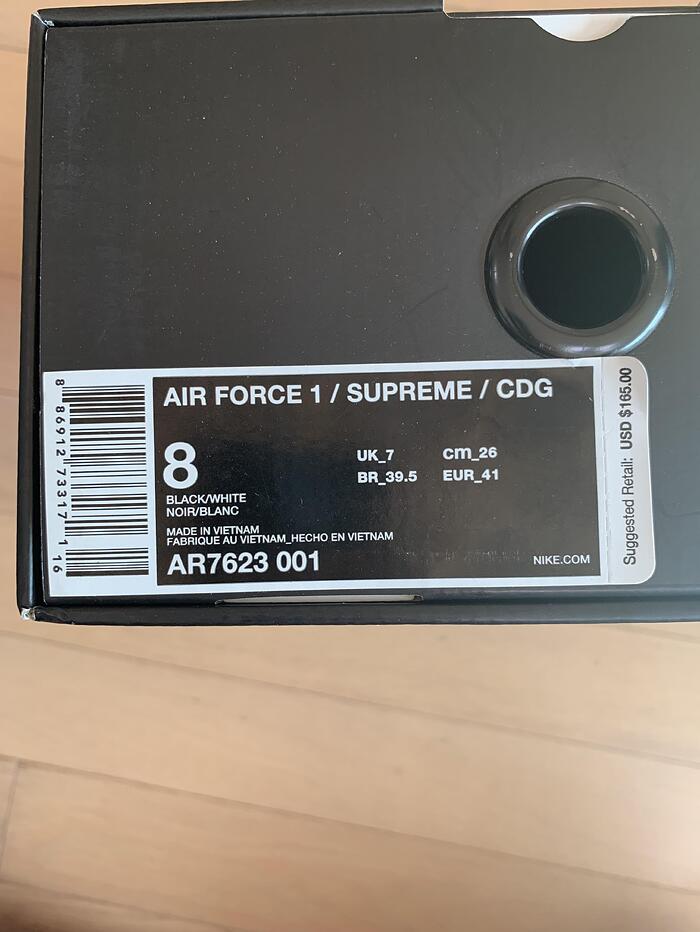 AIR FORCE 1 / SUPREME / CDG
8
UK_7 cm_26
BR_39.5 EUR_41
BLACK/WHITE
NOIR/BLANC
MADE IN VIETNAM
FABRIQUE AU VIETNAM_HECHO EN VIETNAM
AR7623 001
NIKE.COM
8 86912 73317 1 16
Suggested Retail: USD $165.00